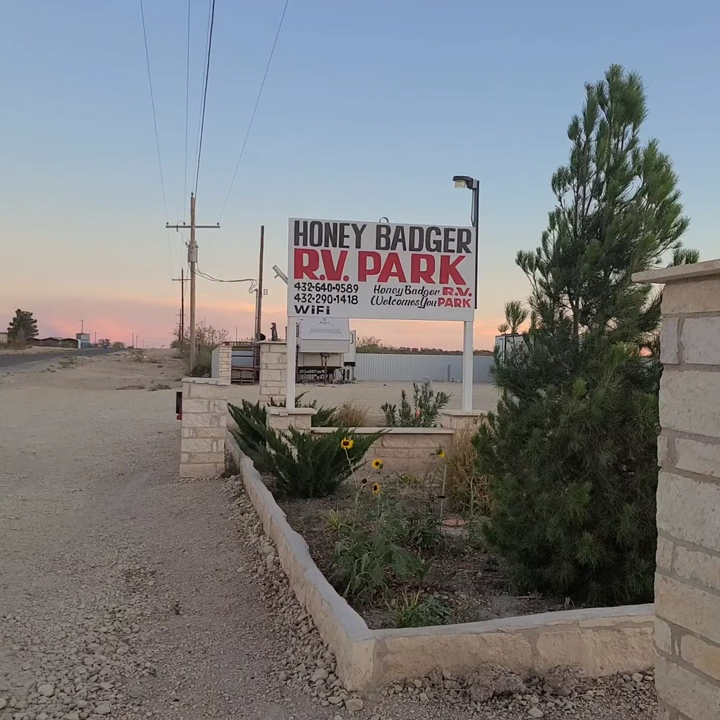 HONEY BADGER
R.V. PARK
432-640-9589
432-290-1418
WiFi
Honey Badger R.V.
Welcomes You PARK